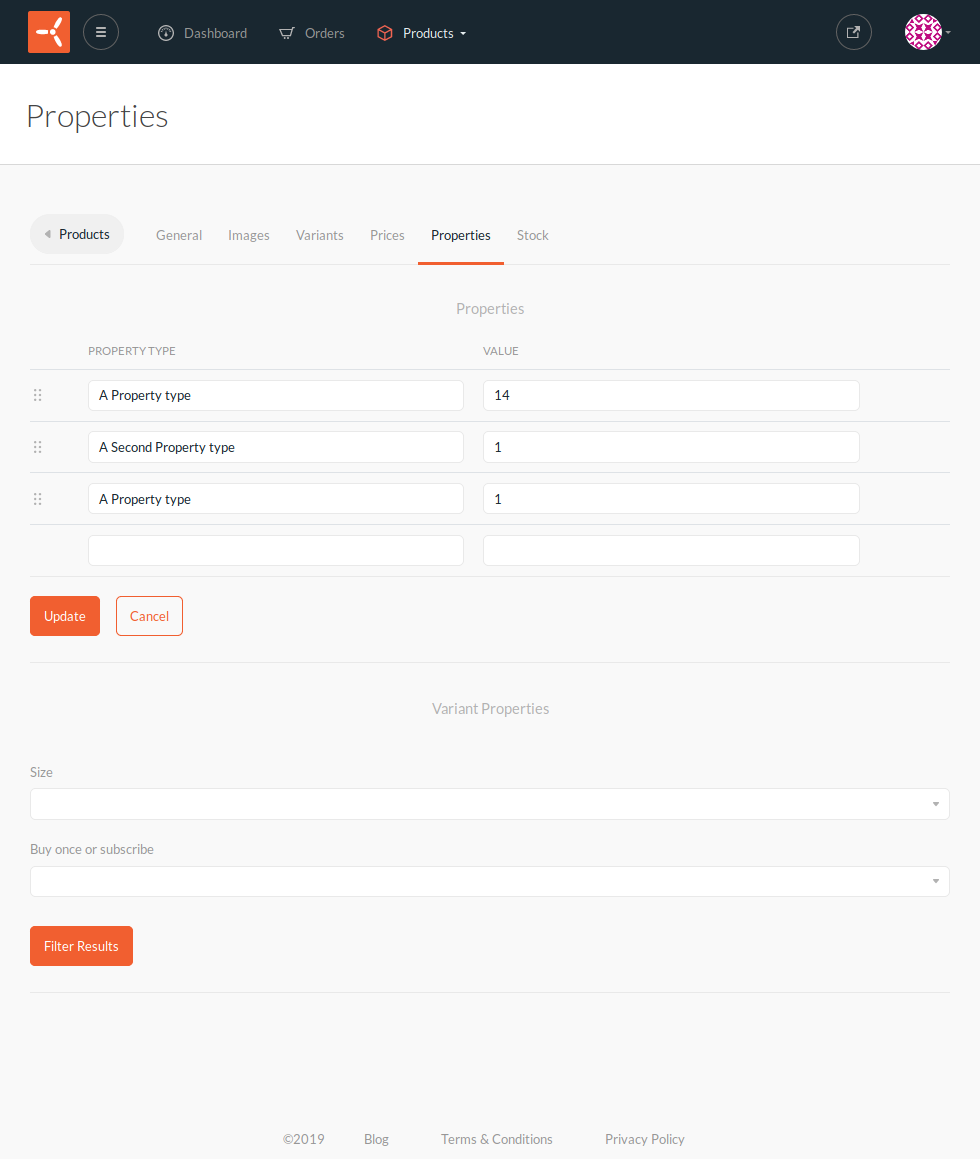 Dashboard Orders Products
Properties
Products General Images Variants Prices Properties Stock
Properties
PROPERTY TYPE VALUE
A Property type 14
A Second Property type 1
A Property type 1
Update Cancel
Variant Properties
Size
Buy once or subscribe
Filter Results
©2019 Blog Terms & Conditions Privacy Policy